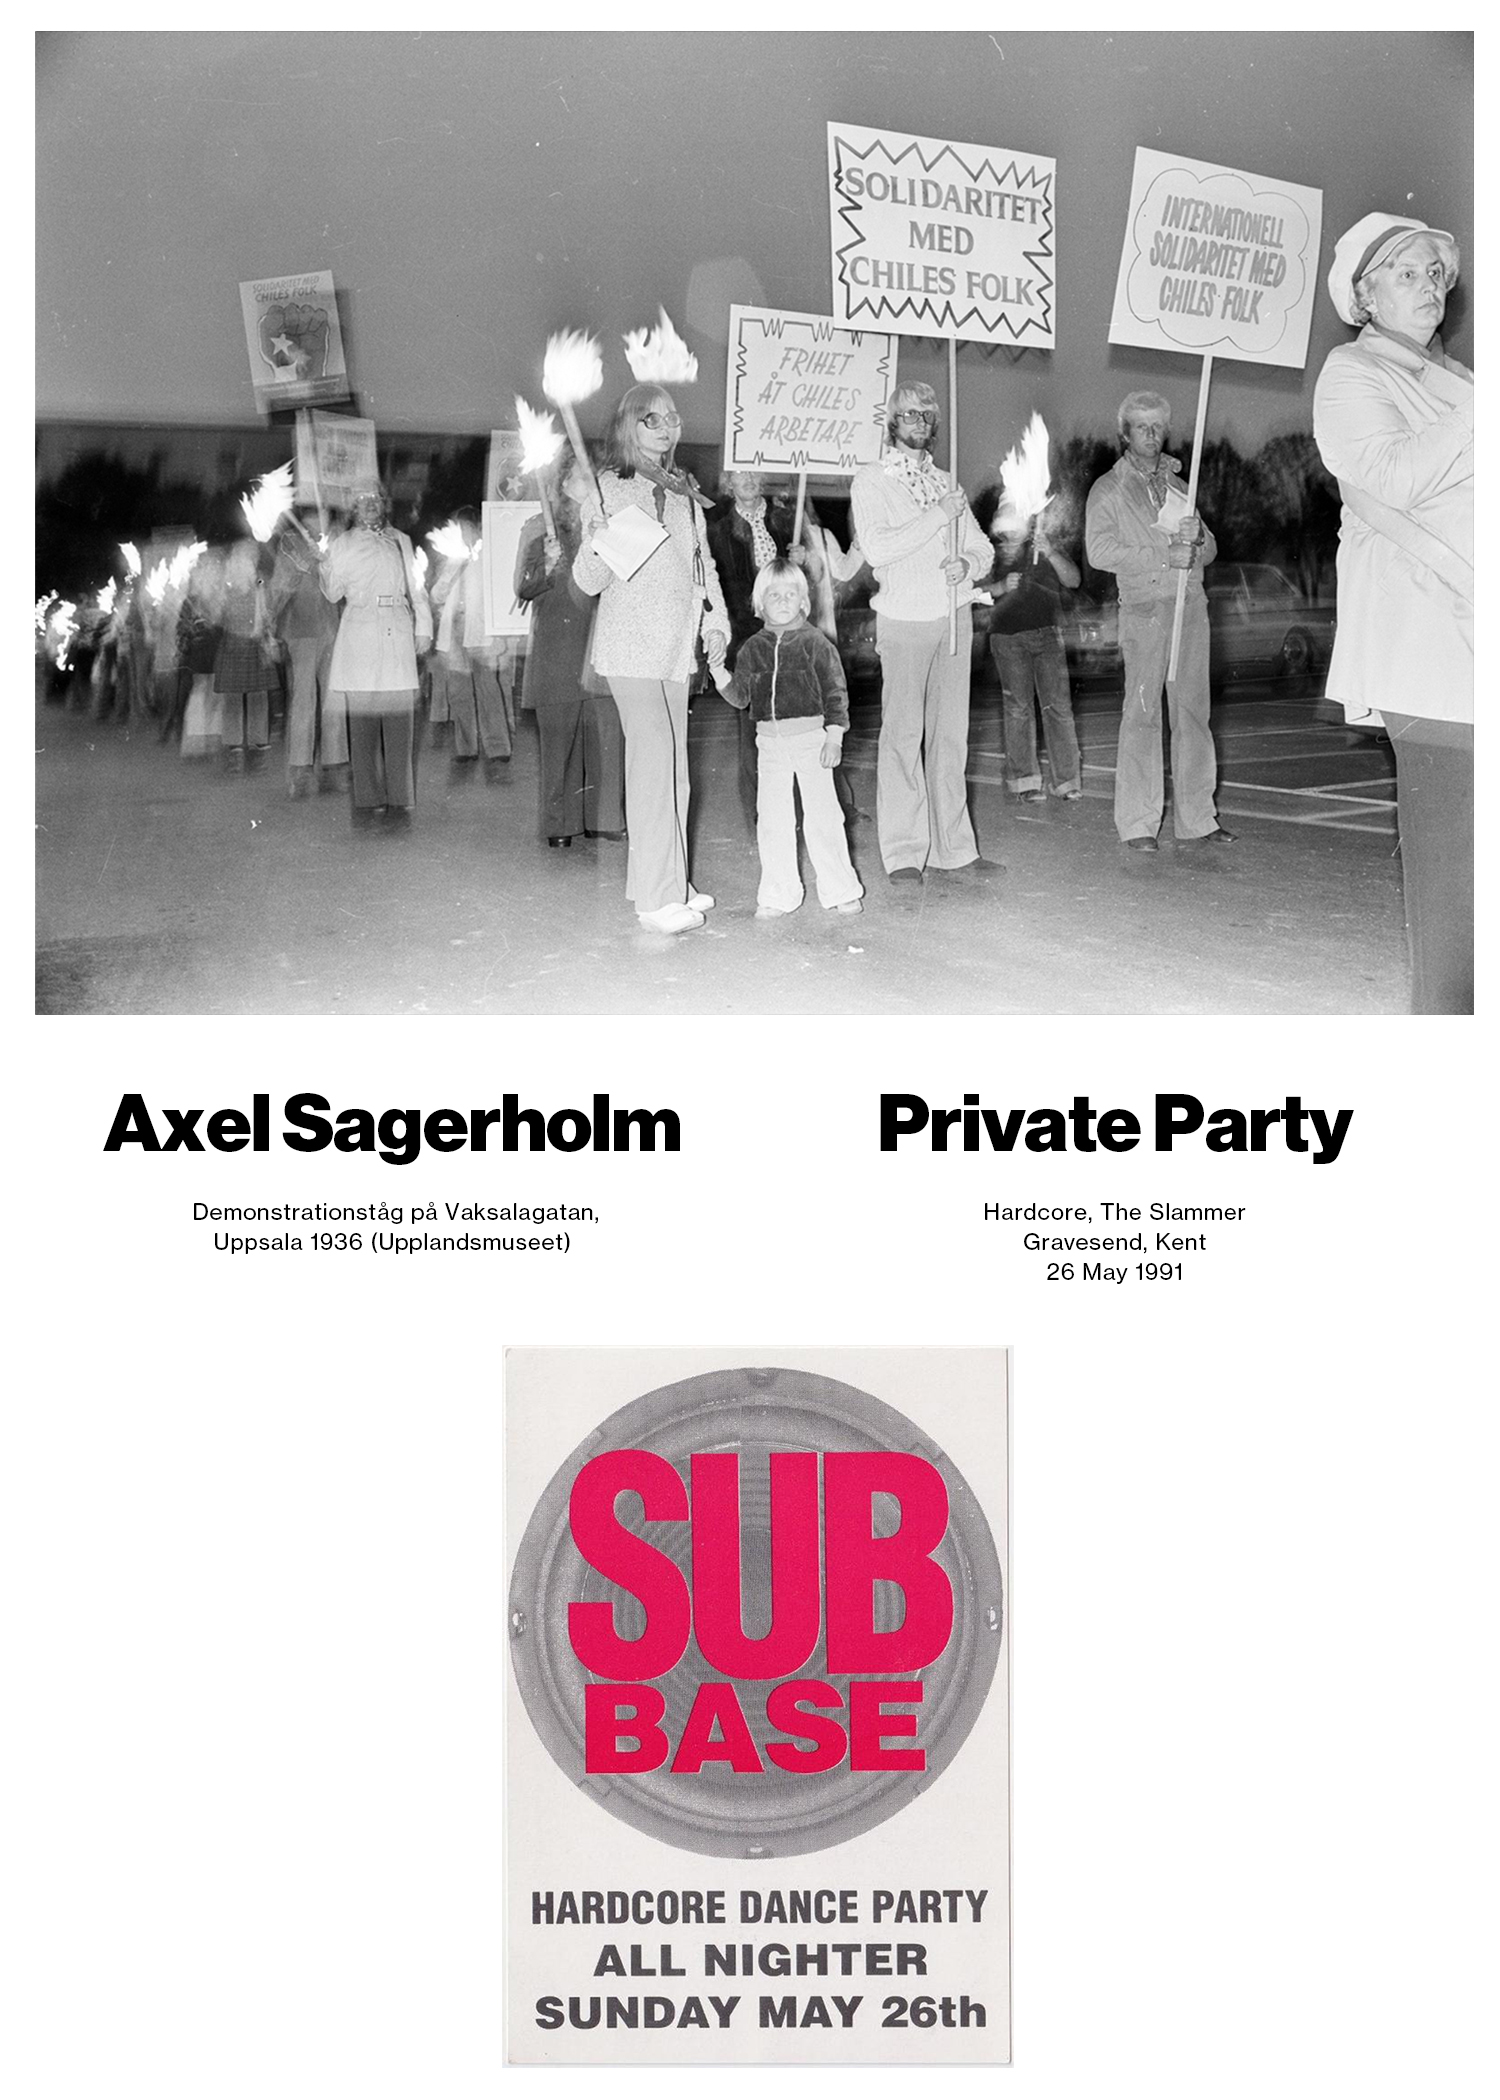 SOLIDARITET MED
CHILES FOLK
FRIHET
ÅT CHILES
ARBETARE
SOLIDARITET
MED
CHILES FOLK
INTERNATIONELL
SOLIDARITET MED
CHILES FOLK
Axel Sagerholm
Demonstrationståg på Vaksalagatan,
Uppsala 1936 (Upplandsmuseet)
Private Party
Hardcore, The Slammer
Gravesend, Kent
26 May 1991
SUB
BASE
HARDCORE DANCE PARTY
ALL NIGHTER
SUNDAY MAY 26th